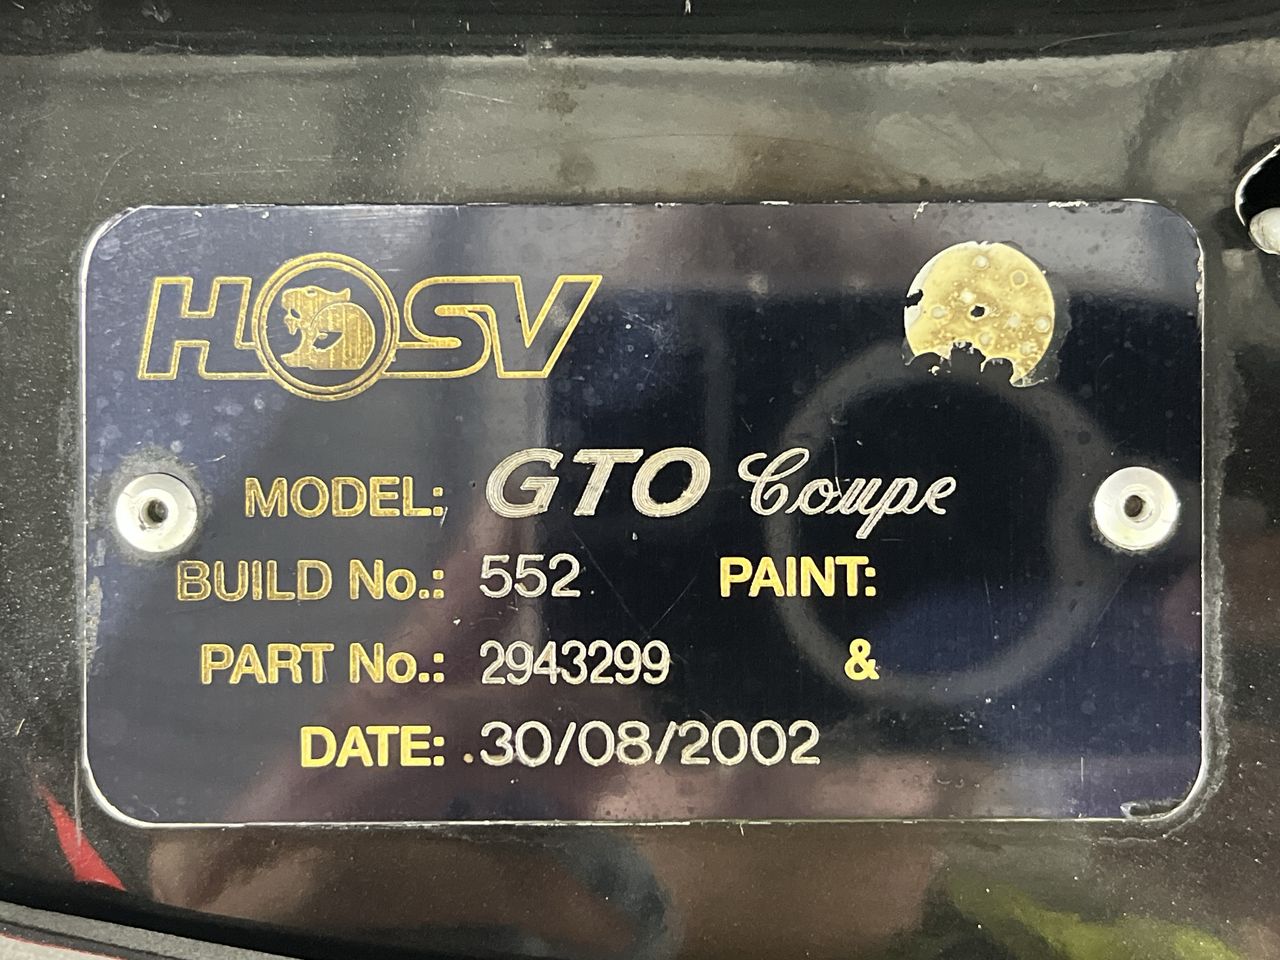 HSV
MODEL: GTO Coupe
BUILD No.: 552 PAINT:
PART No.: 2943299 &
DATE: 30/08/2002